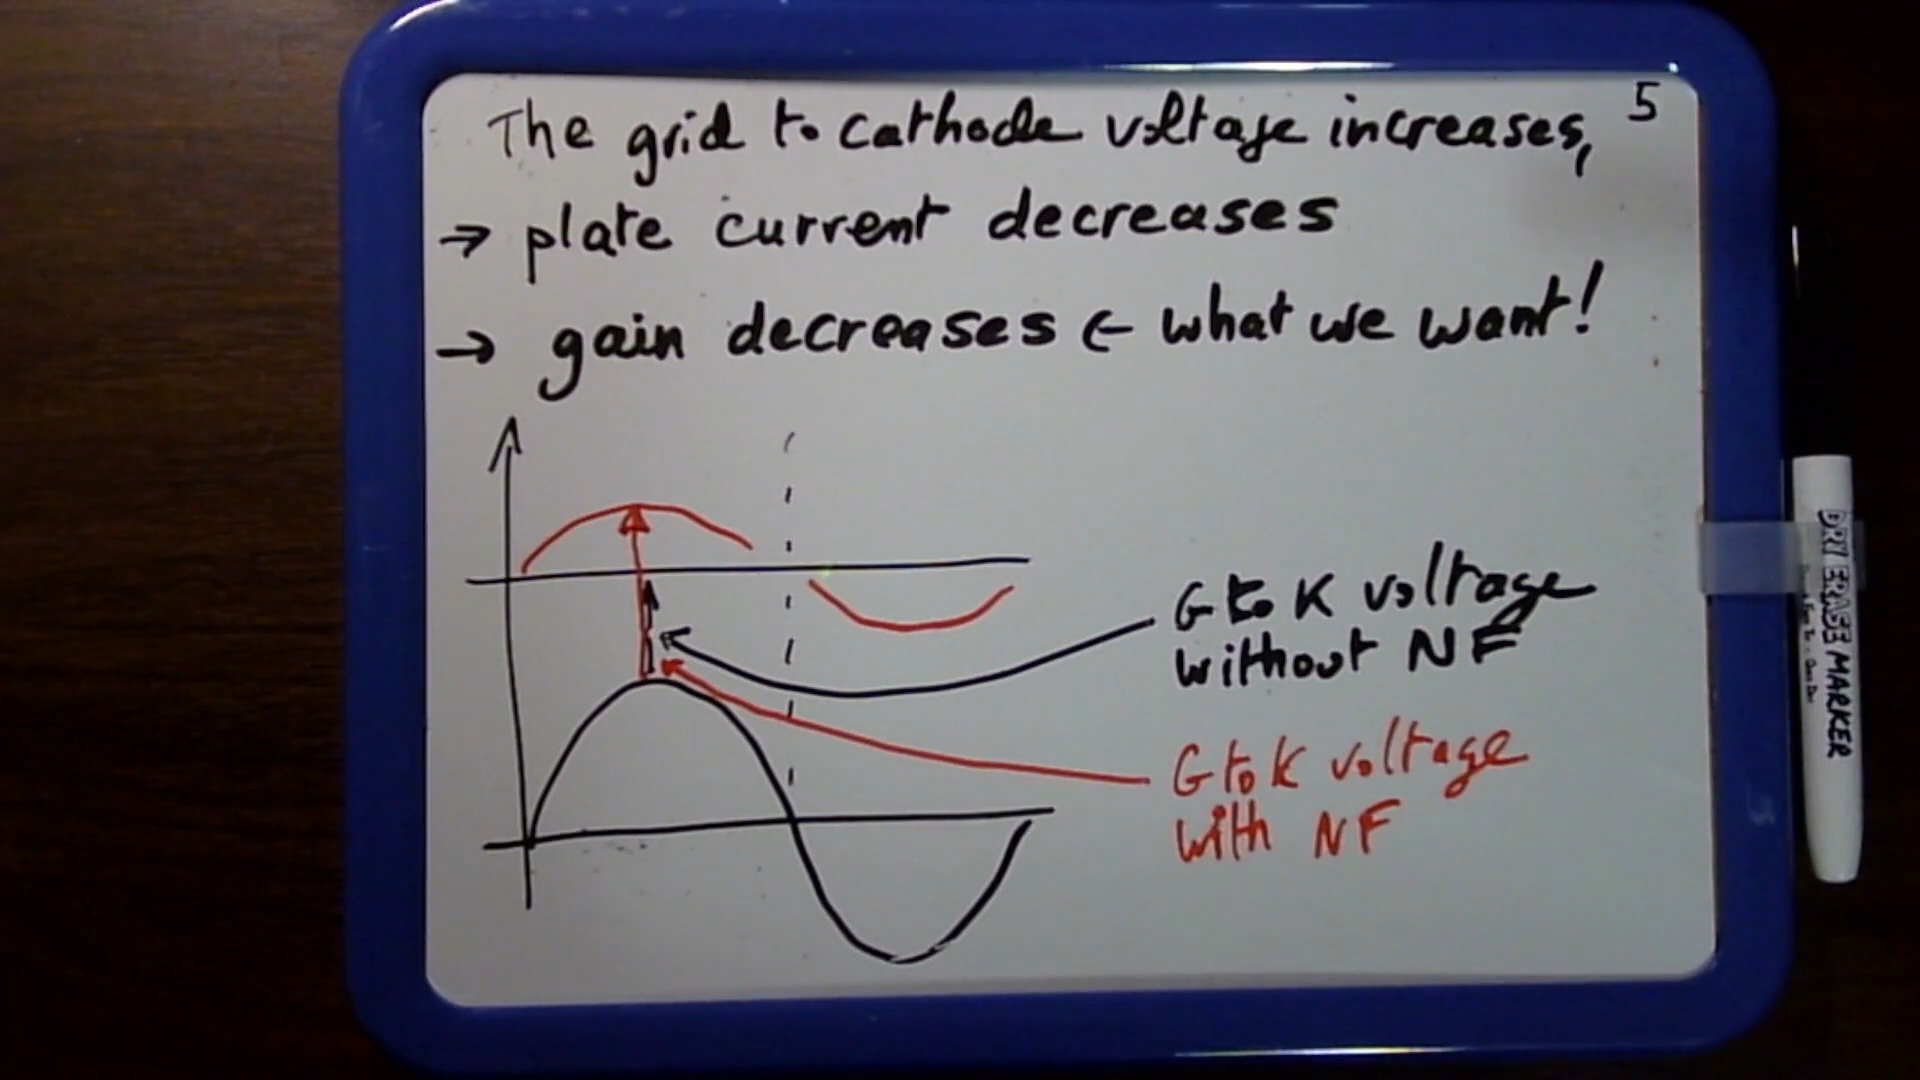 5
The grid to cathode voltage increases,
→ plate current decreases
→ gain decreases ← what we want!
G to K voltage
without NF
G to K voltage
with NF
DRY ERASE MARKER